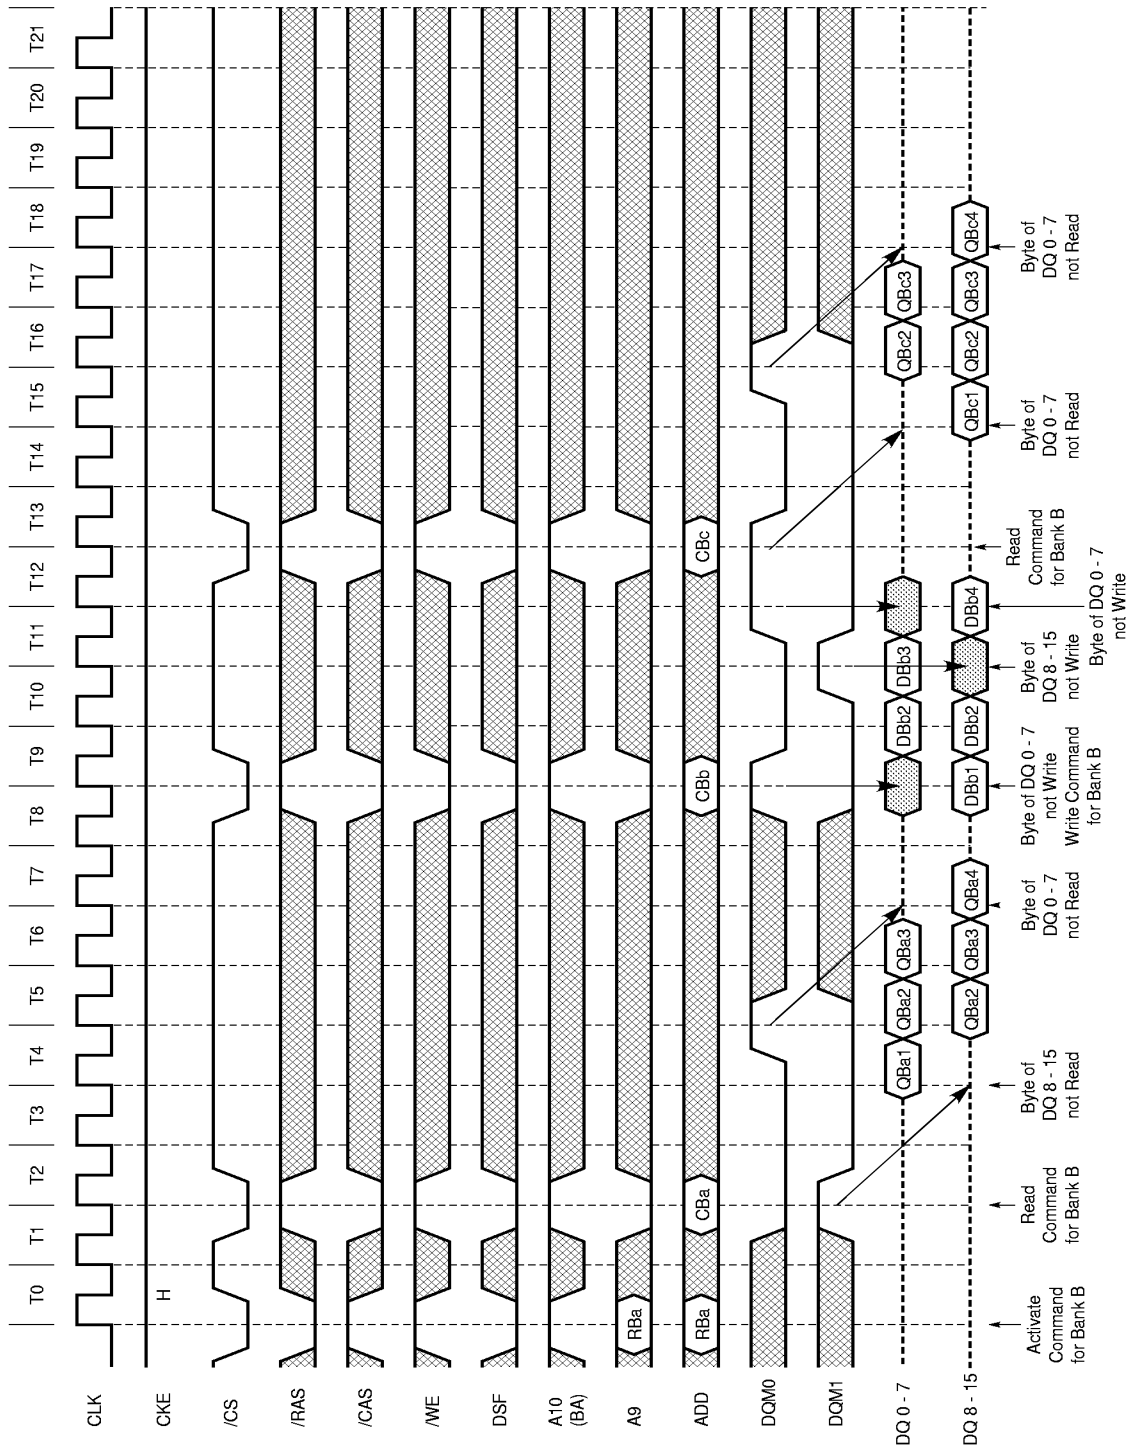 T0 T1 T2 T3 T4 T5 T6 T7 T8 T9 T10 T11 T12 T13 T14 T15 T16 T17 T18 T19 T20 T21
CLK
CKE
H
/CS
/RAS
/CAS
/WE
DSF
A10
(BA)
A9
RBa
ADD
RBa CBa CBb CBc
DQM0
DQM1
DQ 0 - 7
QBa1 QBa2 QBa3 DBb2 DBb3 QBc2 QBc3
DQ 8 - 15
QBa2 QBa3 QBa4 DBb1 DBb2 DBb4 QBc1 QBc2 QBc3 QBc4
Activate
Command
for Bank B
Read
Command
for Bank B
Byte of
DQ 8 - 15
not Read
Byte of
DQ 0 - 7
not Read
Byte of DQ 0 - 7
not Write
Write Command
for Bank B
Byte of
DQ 8 - 15
not Write
Byte of DQ 0 - 7
not Write
Read
Command
for Bank B
Byte of
DQ 0 - 7
not Read
Byte of
DQ 0 - 7
not Read